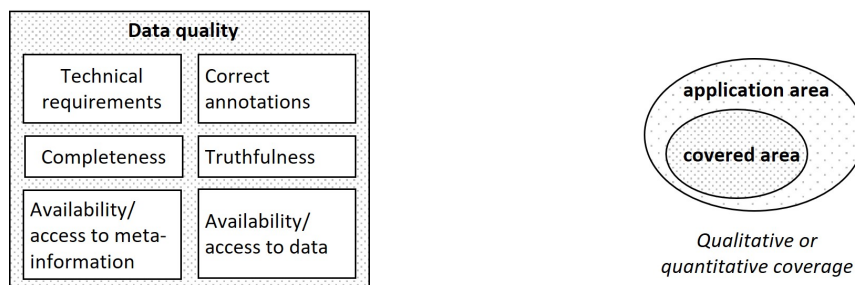 Data quality
Technical
requirements
Correct
annotations
Completeness
Truthfulness
Availability/
access to meta-
information
Availability/
access to data
application area
covered area
Qualitative or
quantitative coverage